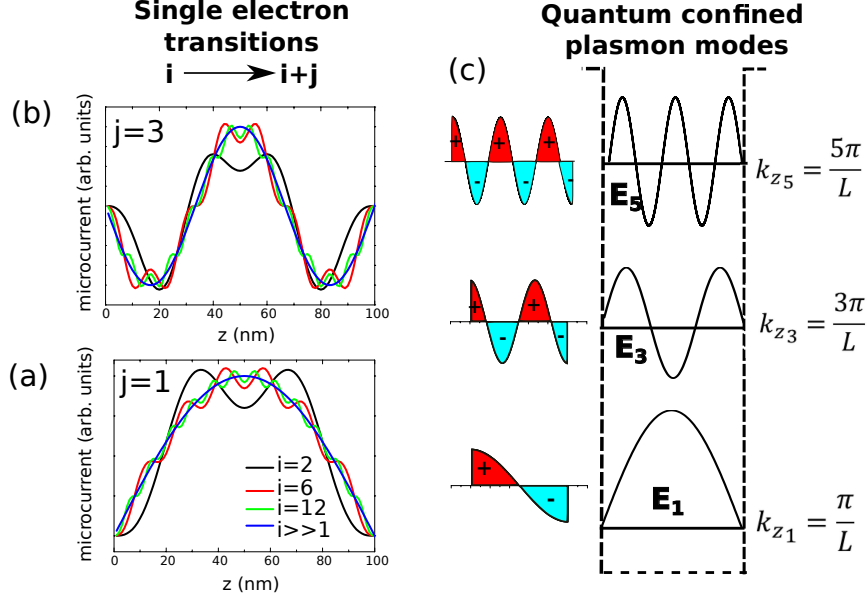 Single electron
transitions
i → i+j
(b)
j=3
microcurrent (arb. units)
0 20 40 60 80 100
z (nm)
(a)
j=1
microcurrent (arb. units)
i=2
i=6
i=12
i>>1
0 20 40 60 80 100
z (nm)
Quantum confined
plasmon modes
(c)
+ + +
- - -
E5
kz5 = 5π/L
+ +
- -
E3
kz3 = 3π/L
+
-
E1
kz1 = π/L